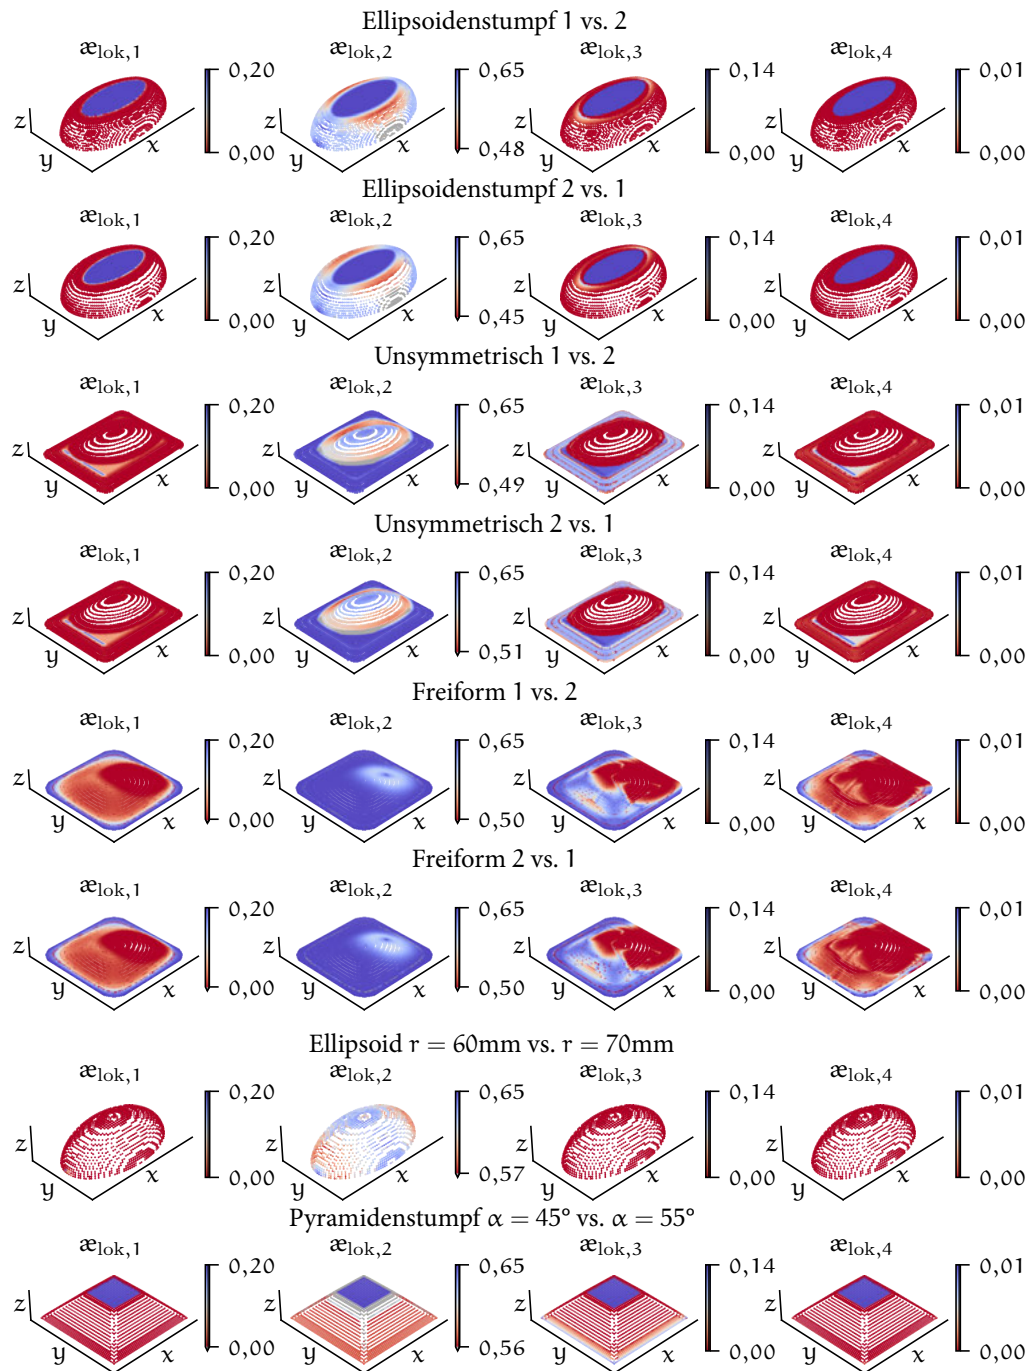 Ellipsoidenstumpf 1 vs. 2
ælok,1 ælok,2 ælok,3 ælok,4
0,20 0,65 0,14 0,01
z y x z y x z y x z y x
0,00 0,48 0,00 0,00
Ellipsoidenstumpf 2 vs. 1
ælok,1 ælok,2 ælok,3 ælok,4
0,20 0,65 0,14 0,01
z y x z y x z y x z y x
0,00 0,45 0,00 0,00
Unsymmetrisch 1 vs. 2
ælok,1 ælok,2 ælok,3 ælok,4
0,20 0,65 0,14 0,01
z y x z y x z y x z y x
0,00 0,49 0,00 0,00
Unsymmetrisch 2 vs. 1
ælok,1 ælok,2 ælok,3 ælok,4
0,20 0,65 0,14 0,01
z y x z y x z y x z y x
0,00 0,51 0,00 0,00
Freiform 1 vs. 2
ælok,1 ælok,2 ælok,3 ælok,4
0,20 0,65 0,14 0,01
z y x z y x z y x z y x
0,00 0,50 0,00 0,00
Freiform 2 vs. 1
ælok,1 ælok,2 ælok,3 ælok,4
0,20 0,65 0,14 0,01
z y x z y x z y x z y x
0,00 0,50 0,00 0,00
Ellipsoid r = 60mm vs. r = 70mm
ælok,1 ælok,2 ælok,3 ælok,4
0,20 0,65 0,14 0,01
z y x z y x z y x z y x
0,00 0,57 0,00 0,00
Pyramidenstumpf α = 45° vs. α = 55°
ælok,1 ælok,2 ælok,3 ælok,4
0,20 0,65 0,14 0,01
z y x z y x z y x z y x
0,00 0,56 0,00 0,00